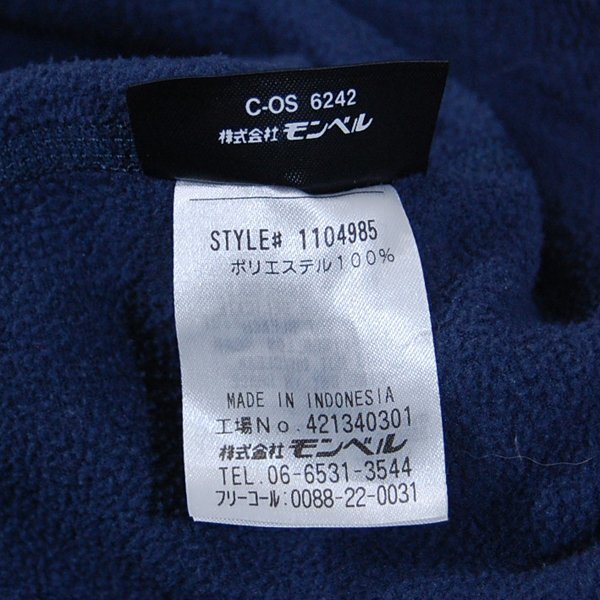 C-OS 6242
株式会社 モンベル
STYLE# 1104985
ポリエステル100%
MADE IN INDONESIA
工場No.421340301
株式会社 モンベル
TEL.06-6531-3544
フリーコール:0088-22-0031